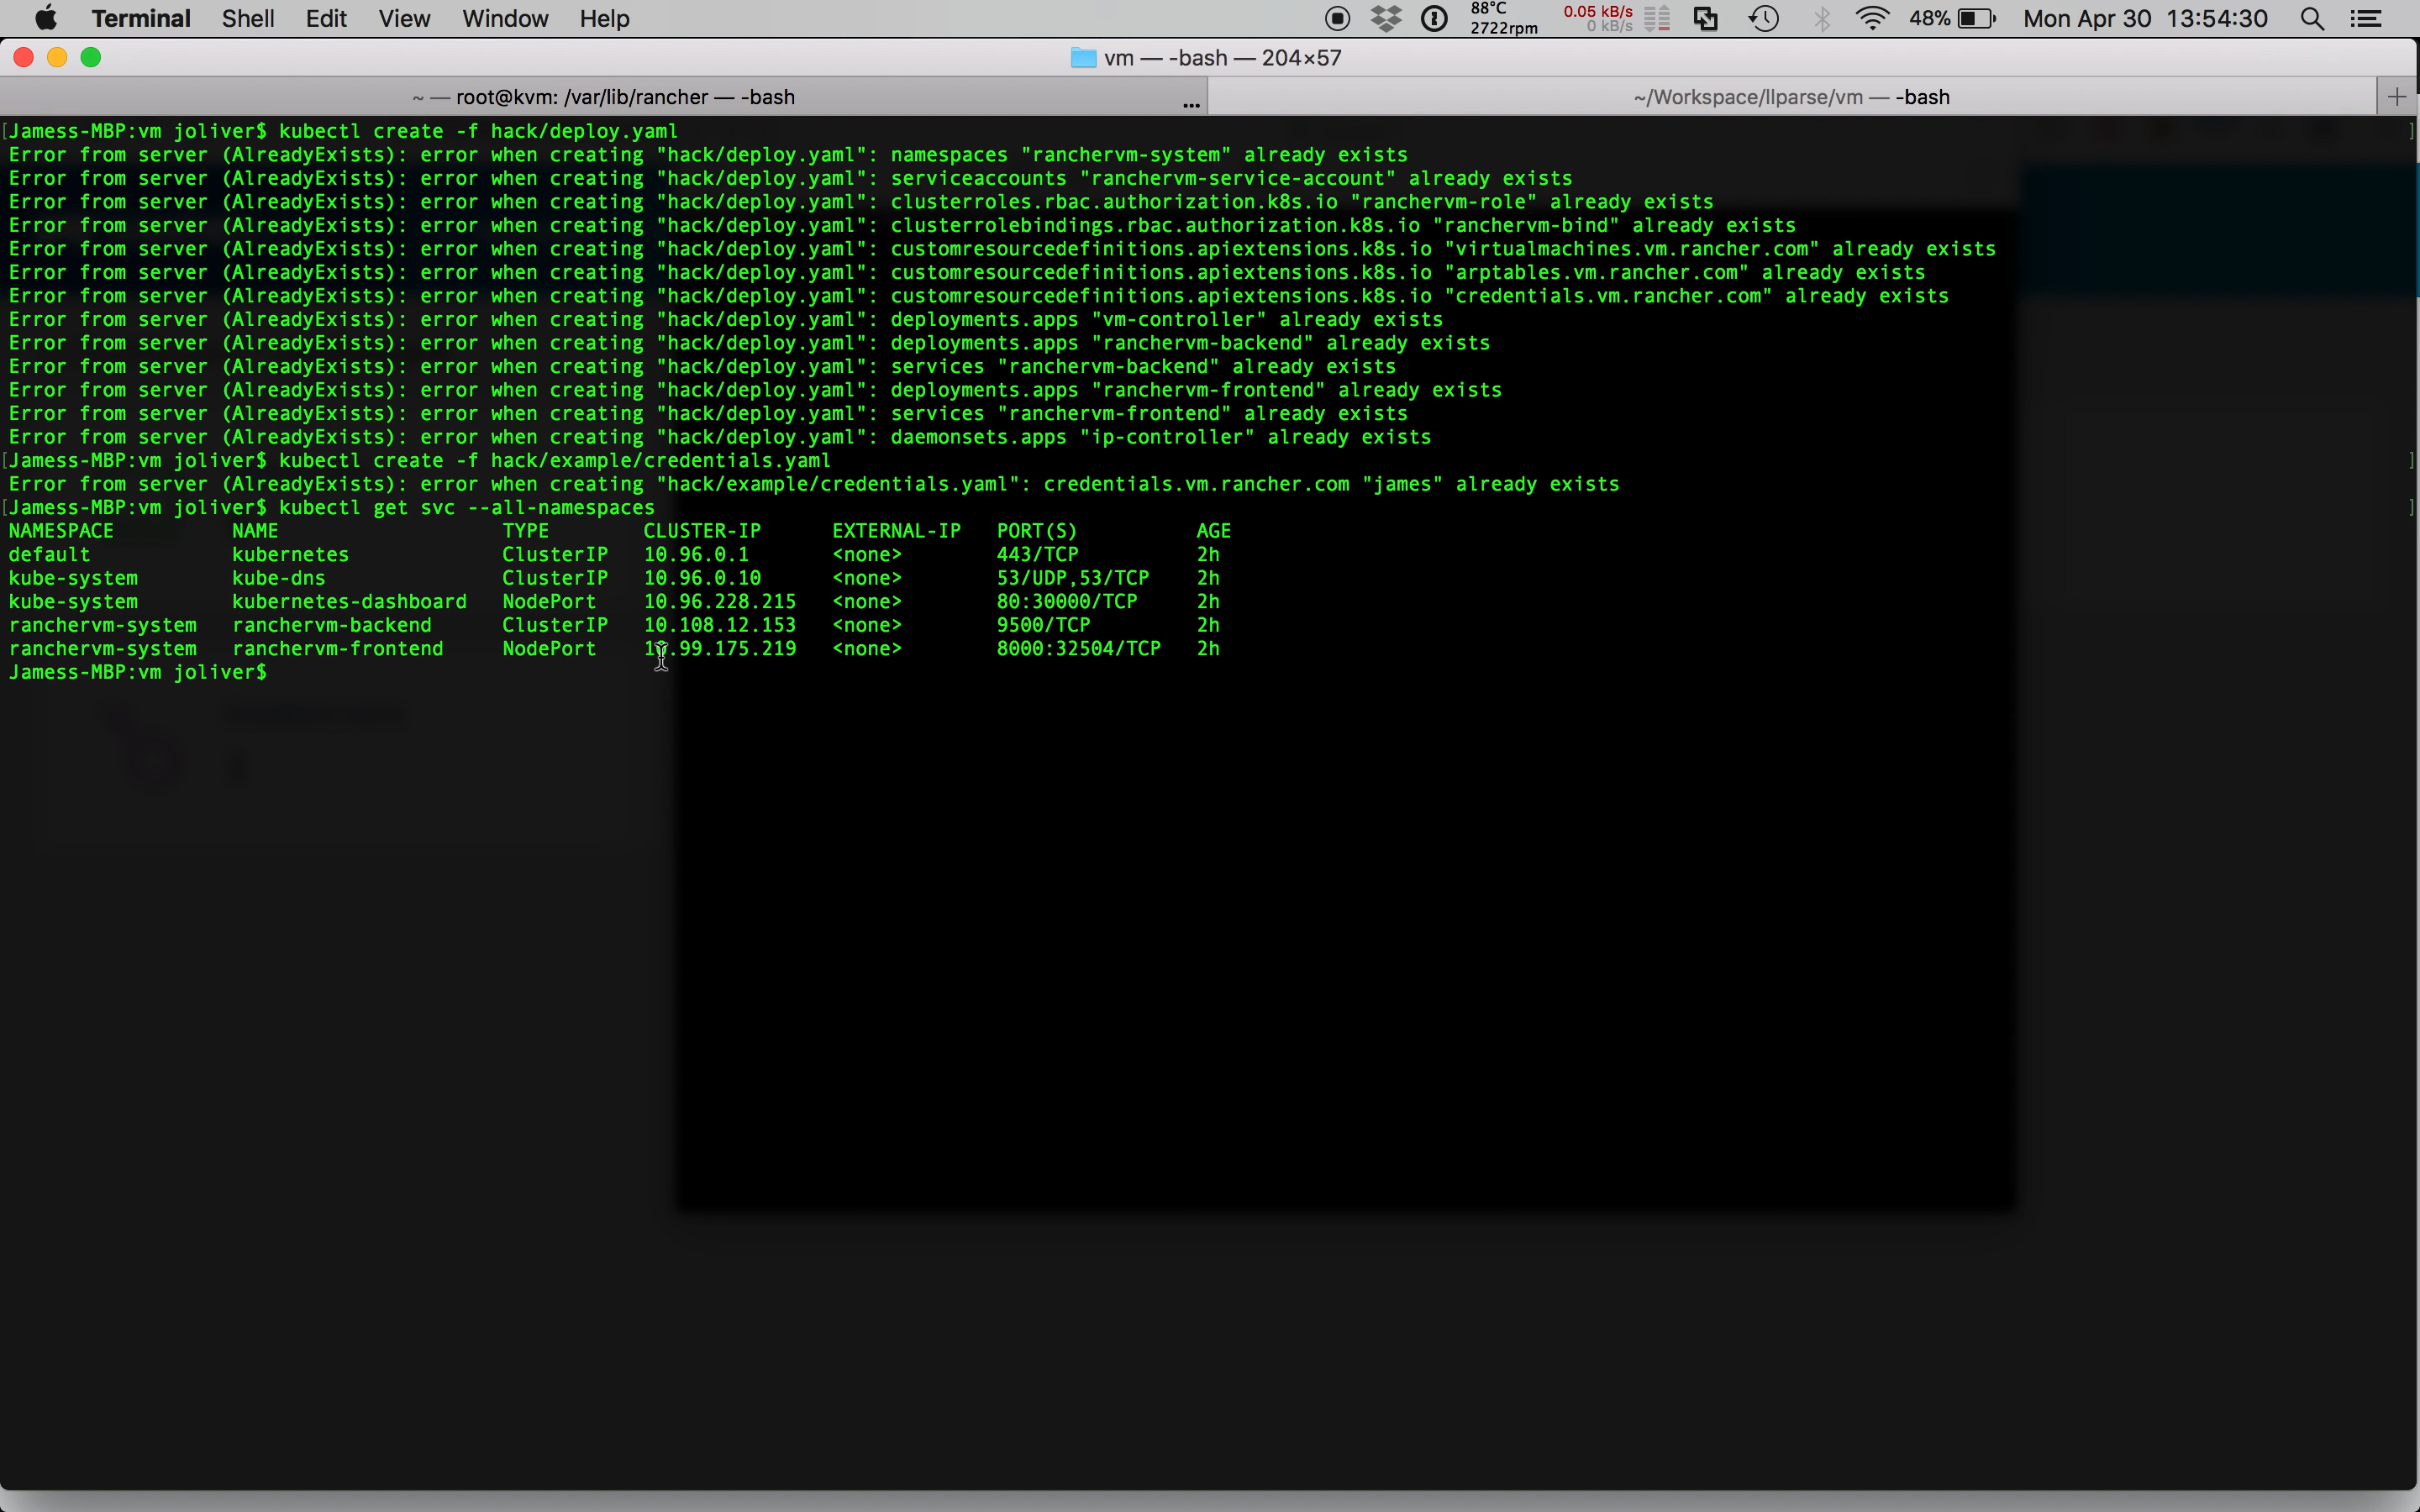 Terminal Shell Edit View Window Help 88°C 2722rpm 0.05 kB/s 0 kB/s 48% Mon Apr 30 13:54:30
vm — -bash — 204×57
~ — root@kvm: /var/lib/rancher — -bash ... ~/Workspace/llparse/vm — -bash +
[Jamess-MBP:vm joliver$ kubectl create -f hack/deploy.yaml ]
Error from server (AlreadyExists): error when creating "hack/deploy.yaml": namespaces "ranchervm-system" already exists
Error from server (AlreadyExists): error when creating "hack/deploy.yaml": serviceaccounts "ranchervm-service-account" already exists
Error from server (AlreadyExists): error when creating "hack/deploy.yaml": clusterroles.rbac.authorization.k8s.io "ranchervm-role" already exists
Error from server (AlreadyExists): error when creating "hack/deploy.yaml": clusterrolebindings.rbac.authorization.k8s.io "ranchervm-bind" already exists
Error from server (AlreadyExists): error when creating "hack/deploy.yaml": customresourcedefinitions.apiextensions.k8s.io "virtualmachines.vm.rancher.com" already exists
Error from server (AlreadyExists): error when creating "hack/deploy.yaml": customresourcedefinitions.apiextensions.k8s.io "arptables.vm.rancher.com" already exists
Error from server (AlreadyExists): error when creating "hack/deploy.yaml": customresourcedefinitions.apiextensions.k8s.io "credentials.vm.rancher.com" already exists
Error from server (AlreadyExists): error when creating "hack/deploy.yaml": deployments.apps "vm-controller" already exists
Error from server (AlreadyExists): error when creating "hack/deploy.yaml": deployments.apps "ranchervm-backend" already exists
Error from server (AlreadyExists): error when creating "hack/deploy.yaml": services "ranchervm-backend" already exists
Error from server (AlreadyExists): error when creating "hack/deploy.yaml": deployments.apps "ranchervm-frontend" already exists
Error from server (AlreadyExists): error when creating "hack/deploy.yaml": services "ranchervm-frontend" already exists
Error from server (AlreadyExists): error when creating "hack/deploy.yaml": daemonsets.apps "ip-controller" already exists
[Jamess-MBP:vm joliver$ kubectl create -f hack/example/credentials.yaml ]
Error from server (AlreadyExists): error when creating "hack/example/credentials.yaml": credentials.vm.rancher.com "james" already exists
[Jamess-MBP:vm joliver$ kubectl get svc --all-namespaces ]
NAMESPACE NAME TYPE CLUSTER-IP EXTERNAL-IP PORT(S) AGE
default kubernetes ClusterIP 10.96.0.1 <none> 443/TCP 2h
kube-system kube-dns ClusterIP 10.96.0.10 <none> 53/UDP,53/TCP 2h
kube-system kubernetes-dashboard NodePort 10.96.228.215 <none> 80:30000/TCP 2h
ranchervm-system ranchervm-backend ClusterIP 10.108.12.153 <none> 9500/TCP 2h
ranchervm-system ranchervm-frontend NodePort 10.99.175.219 <none> 8000:32504/TCP 2h
Jamess-MBP:vm joliver$